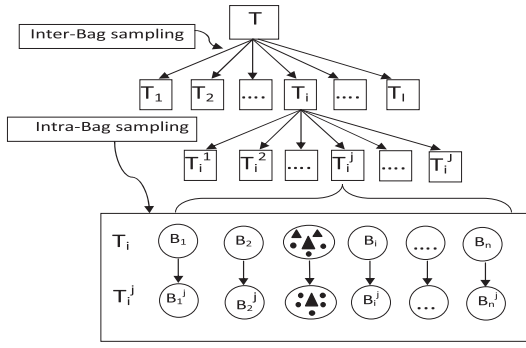 T
Inter-Bag sampling
T₁ T₂ .... Tᵢ .... Tₗ
Intra-Bag sampling
Tᵢ¹ Tᵢ² .... Tᵢʲ .... Tᵢᴶ
Tᵢ B₁ B₂ Bᵢ .... Bₙ
Tᵢʲ B₁ʲ B₂ʲ Bᵢʲ ... Bₙʲ